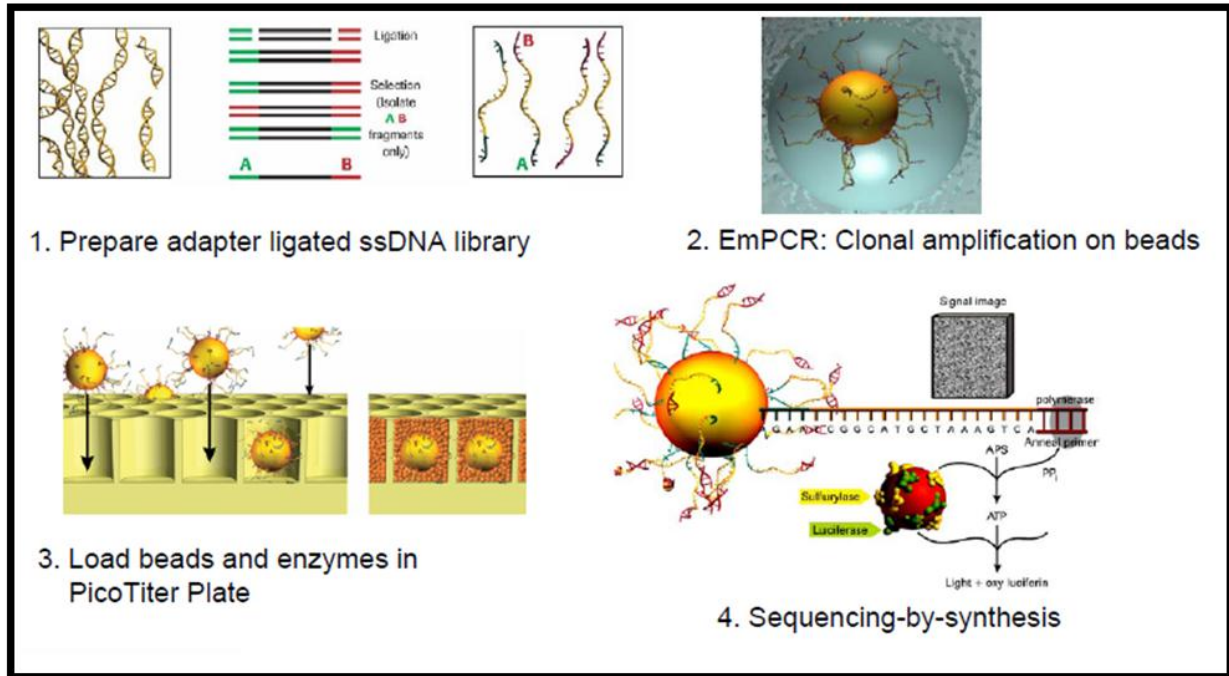 Ligation
Selection
(Isolate
A B
fragments
only)
A B
B
A
1. Prepare adapter ligated ssDNA library
2. EmPCR: Clonal amplification on beads
3. Load beads and enzymes in
PicoTiter Plate
Signal image
polymerase
Anneal primer
APS
PPi
Sulfurylase
Luciferase
ATP
Light + oxy luciferin
4. Sequencing-by-synthesis